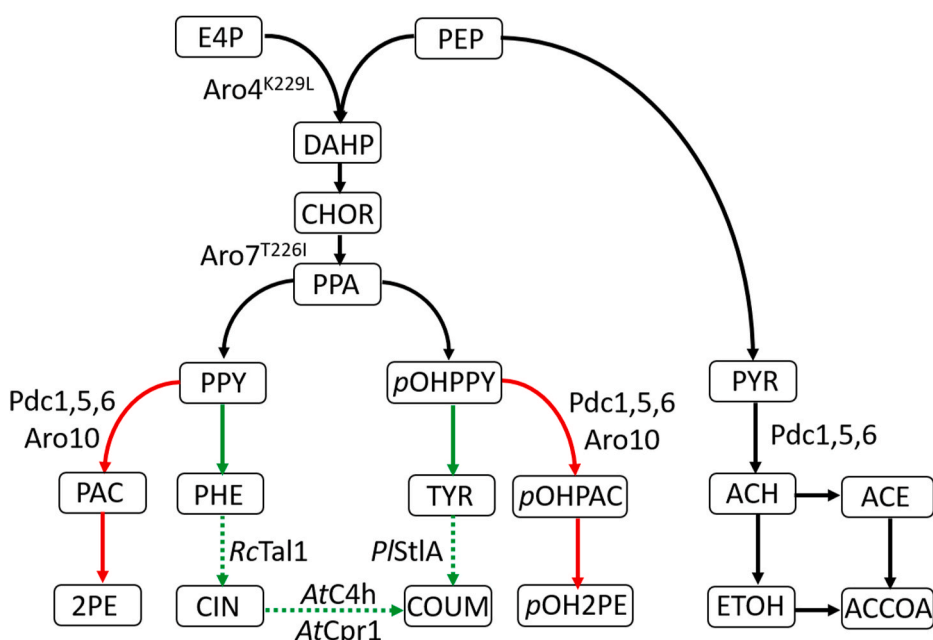 E4P
PEP
Aro4K229L
DAHP
CHOR
Aro7T226I
PPA
PPY
pOHPPY
PYR
Pdc1,5,6
Aro10
Pdc1,5,6
Aro10
Pdc1,5,6
PAC
PHE
TYR
pOHPAC
ACH
ACE
RcTal1
PlStlA
2PE
CIN
AtC4h
AtCpr1
COUM
pOH2PE
ETOH
ACCOA